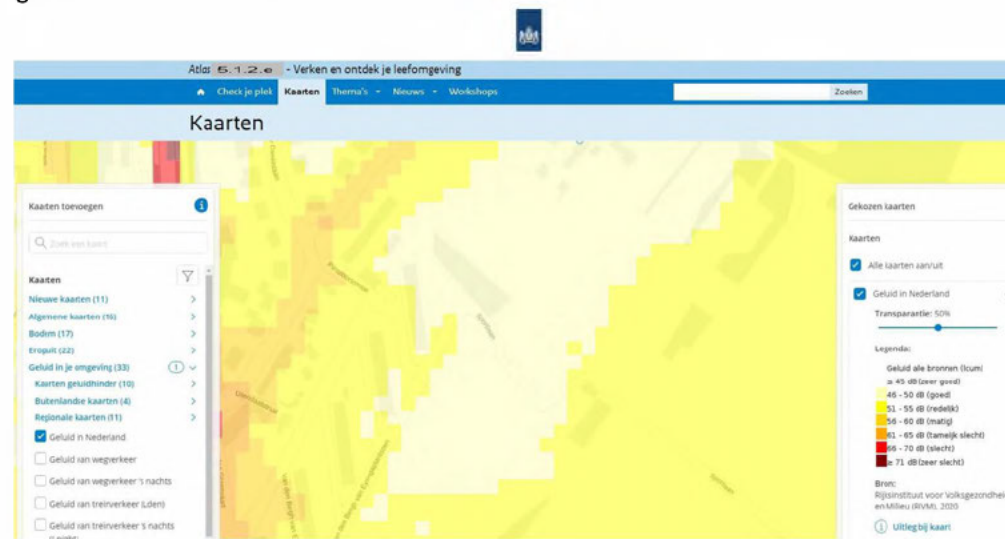 Atlas 5.1.2.e - Verken en ontdek je leefomgeving
Check je plek Kaarten Thema's Nieuws Workshops
Zoeken
Kaarten
Kaarten toevoegen
Zoek een kaart
Kaarten
Nieuwe kaarten (11)
Algemene kaarten (16)
Bodem (17)
Eropuit (22)
Geluid in je omgeving (33) 1
Kaarten geluidhinder (10)
Buitenlandse kaarten (4)
Regionale kaarten (11)
Geluid in Nederland
Geluid van wegverkeer
Geluid van wegverkeer 's nachts
Geluid van treinverkeer (Lden)
Geluid van treinverkeer 's nachts
Gekozen kaarten
Kaarten
Alle kaarten aan/uit
Geluid in Nederland
Transparantie: 50%
Legenda:
Geluid alle bronnen (lcum)
≤ 45 dB (zeer goed)
46 - 50 dB (goed)
51 - 55 dB (redelijk)
56 - 60 dB (matig)
61 - 65 dB (tamelijk slecht)
66 - 70 dB (slecht)
≥ 71 dB (zeer slecht)
Bron:
Rijksinstituut voor Volksgezondhei
en Milieu (RIVM), 2020
Uitleg bij kaart